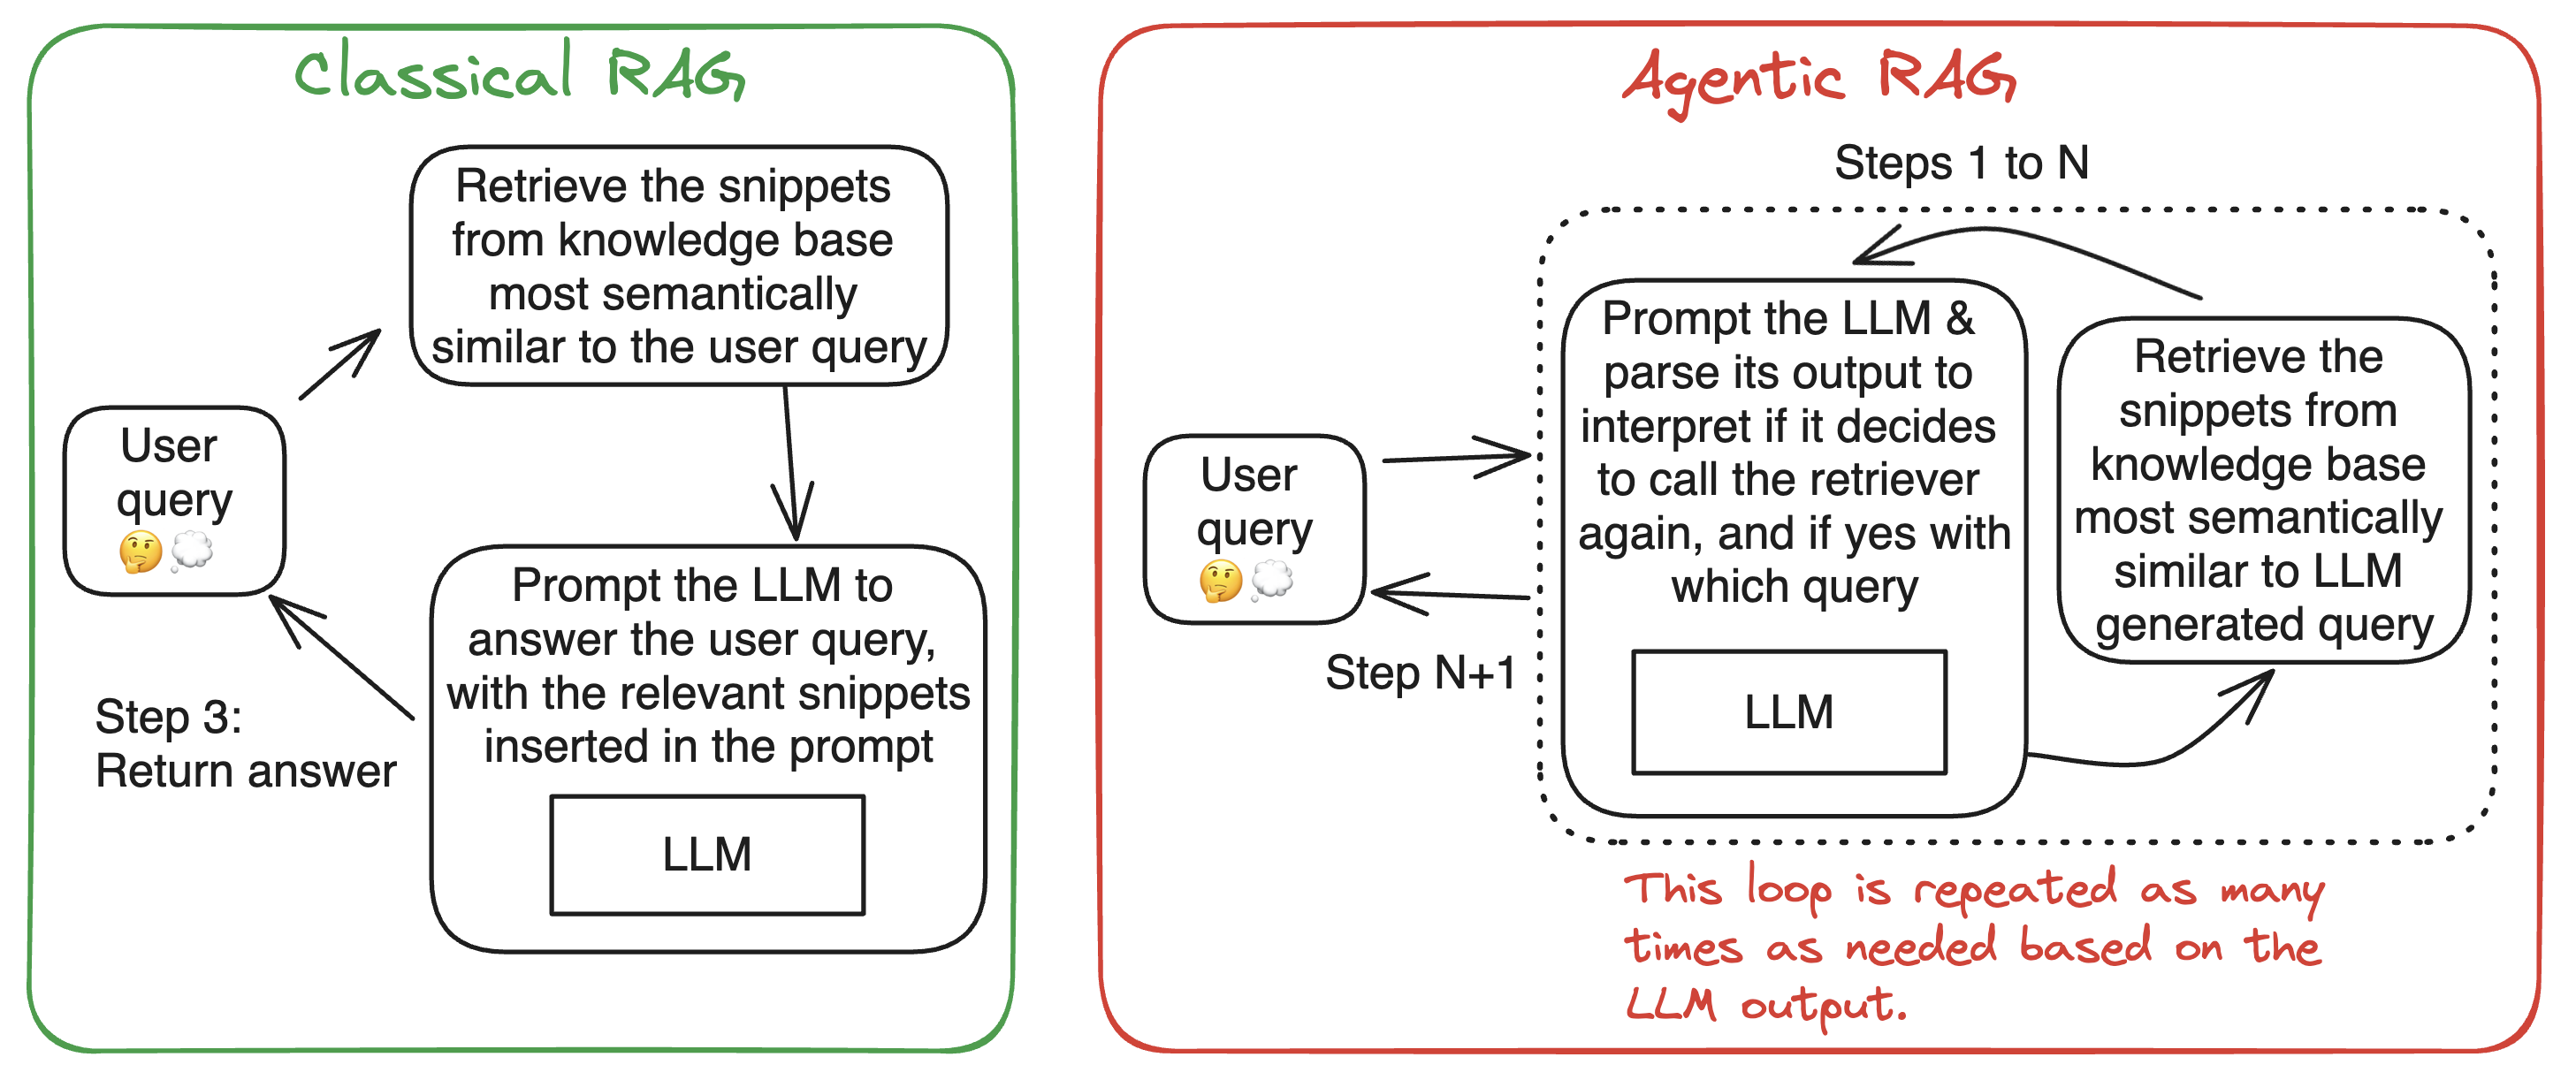 Classical RAG
Retrieve the snippets
from knowledge base
most semantically
similar to the user query
User
query
Prompt the LLM to
answer the user query,
with the relevant snippets
inserted in the prompt
LLM
Step 3:
Return answer
Agentic RAG
Steps 1 to N
User
query
Prompt the LLM &
parse its output to
interpret if it decides
to call the retriever
again, and if yes with
which query
LLM
Retrieve the
snippets from
knowledge base
most semantically
similar to LLM
generated query
Step N+1
This loop is repeated as many
times as needed based on the
LLM output.